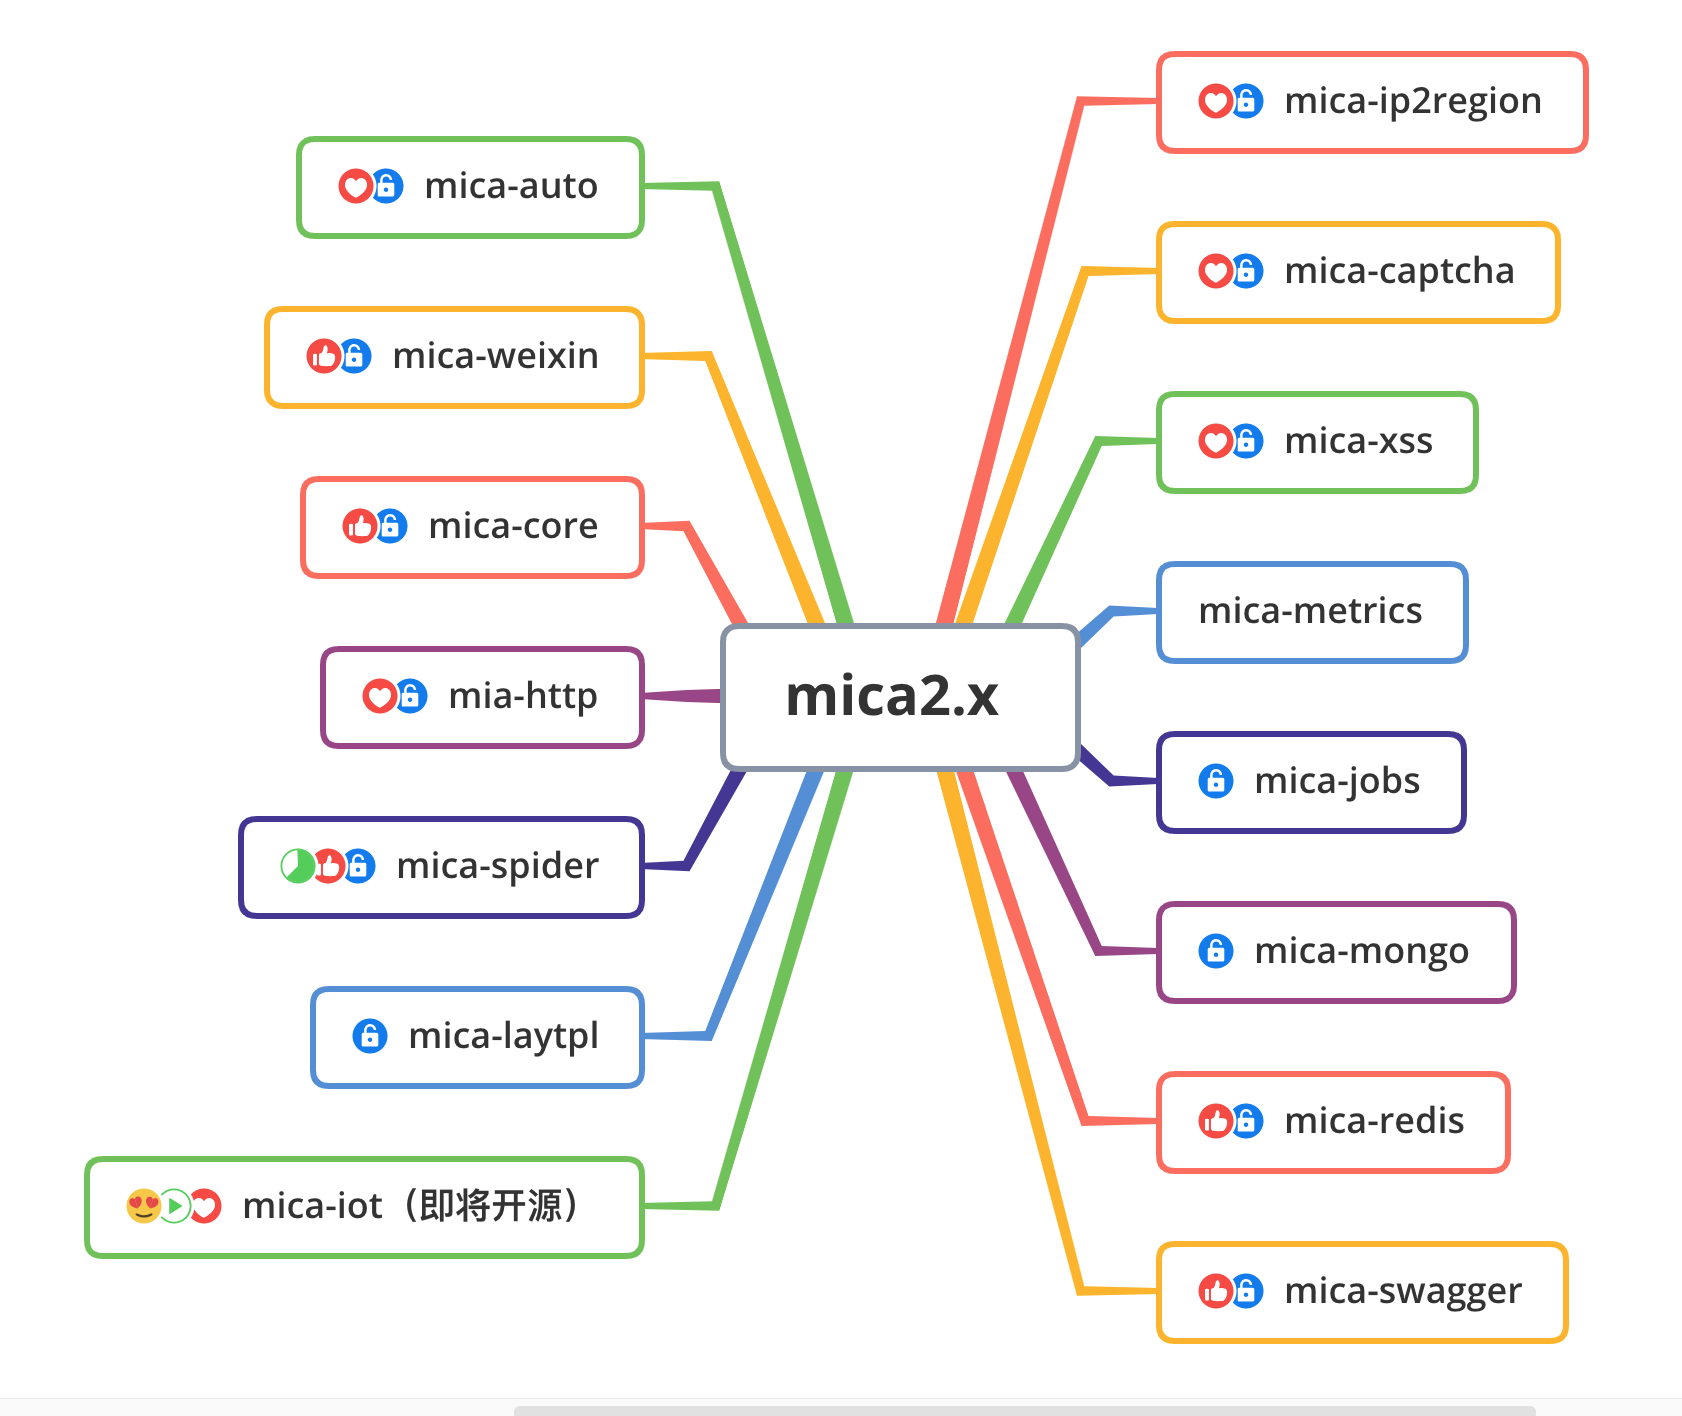 mica2.x
mica-ip2region
mica-captcha
mica-xss
mica-metrics
mica-jobs
mica-mongo
mica-redis
mica-swagger
mica-auto
mica-weixin
mica-core
mia-http
mica-spider
mica-laytpl
mica-iot（即将开源）